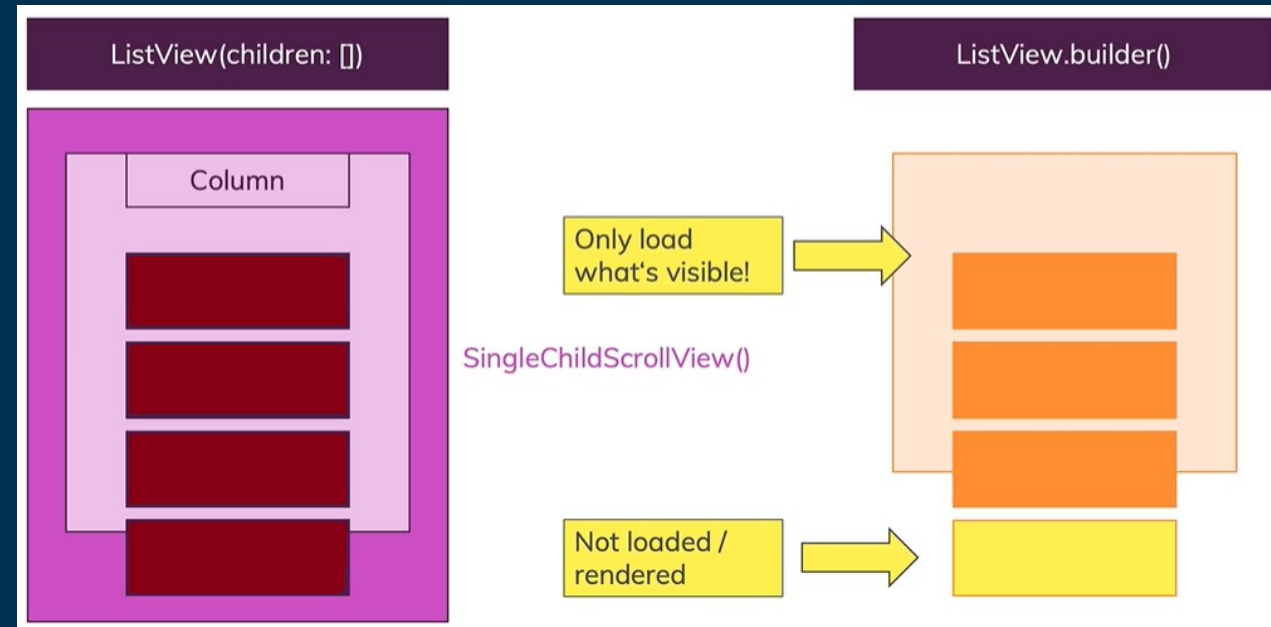 ListView(children: [])
ListView.builder()
Column
Only load
what‘s visible!
SingleChildScrollView()
Not loaded /
rendered